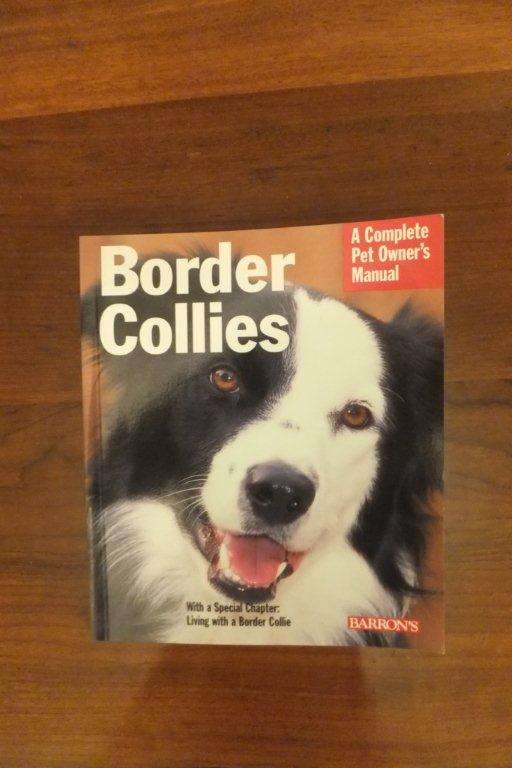 Border
Collies
A Complete
Pet Owner's
Manual
With a Special Chapter:
Living with a Border Collie
BARRON'S